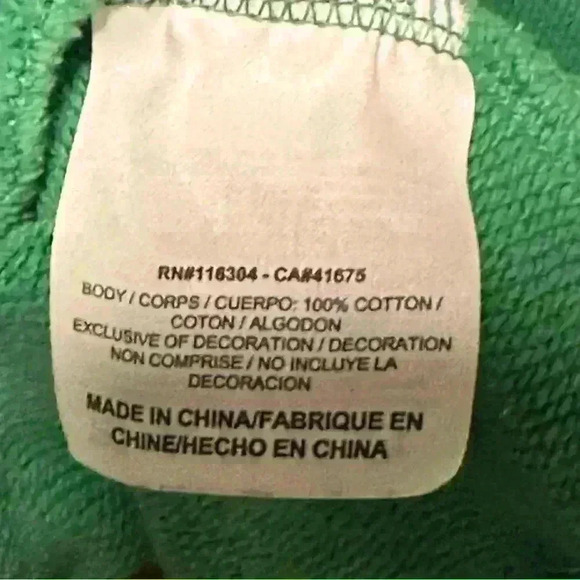 RN#116304 - CA#41675
BODY / CORPS / CUERPO: 100% COTTON /
COTON / ALGODON
EXCLUSIVE OF DECORATION / DECORATION
NON COMPRISE / NO INCLUYE LA
DECORACION
MADE IN CHINA/FABRIQUE EN
CHINE/HECHO EN CHINA